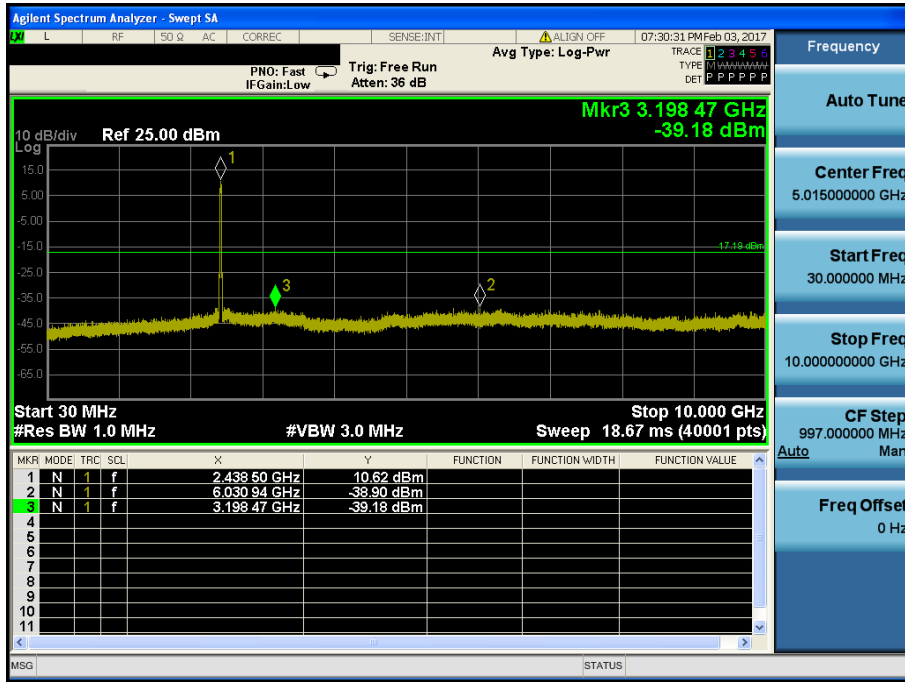 Agilent Spectrum Analyzer - Swept SA
LXI L RF 50 Ω AC CORREC SENSE:INT ALIGN OFF 07:30:31 PM Feb 03, 2017
Avg Type: Log-Pwr TRACE 1 2 3 4 5 6
PNO: Fast Trig: Free Run TYPE M WWWWW
IFGain:Low Atten: 36 dB DET P P P P P P
Mkr3 3.198 47 GHz
-39.18 dBm
10 dB/div Ref 25.00 dBm
Log
15.0
5.00
-5.00
-15.0
-25.0
-35.0
-45.0
-55.0
-65.0
1
2
3
-17.19 dBm
Start 30 MHz Stop 10.000 GHz
#Res BW 1.0 MHz #VBW 3.0 MHz Sweep 18.67 ms (40001 pts)
MKR MODE TRC SCL X Y FUNCTION FUNCTION WIDTH FUNCTION VALUE
1 N 1 f 2.438 50 GHz 10.62 dBm
2 N 1 f 6.030 94 GHz -38.90 dBm
3 N 1 f 3.198 47 GHz -39.18 dBm
4
5
6
7
8
9
10
11
MSG STATUS
Frequency
Auto Tune
Center Freq
5.015000000 GHz
Start Freq
30.000000 MHz
Stop Freq
10.000000000 GHz
CF Step
997.000000 MHz
Auto Man
Freq Offset
0 Hz